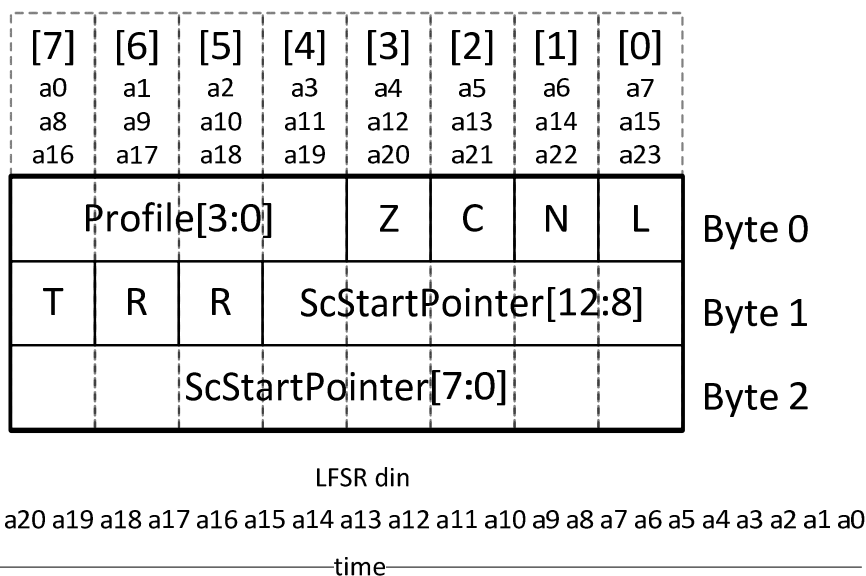 [7] [6] [5] [4] [3] [2] [1] [0]
a0 a1 a2 a3 a4 a5 a6 a7
a8 a9 a10 a11 a12 a13 a14 a15
a16 a17 a18 a19 a20 a21 a22 a23
Profile[3:0] Z C N L Byte 0
T R R ScStartPointer[12:8] Byte 1
ScStartPointer[7:0] Byte 2
LFSR din
a20 a19 a18 a17 a16 a15 a14 a13 a12 a11 a10 a9 a8 a7 a6 a5 a4 a3 a2 a1 a0
time